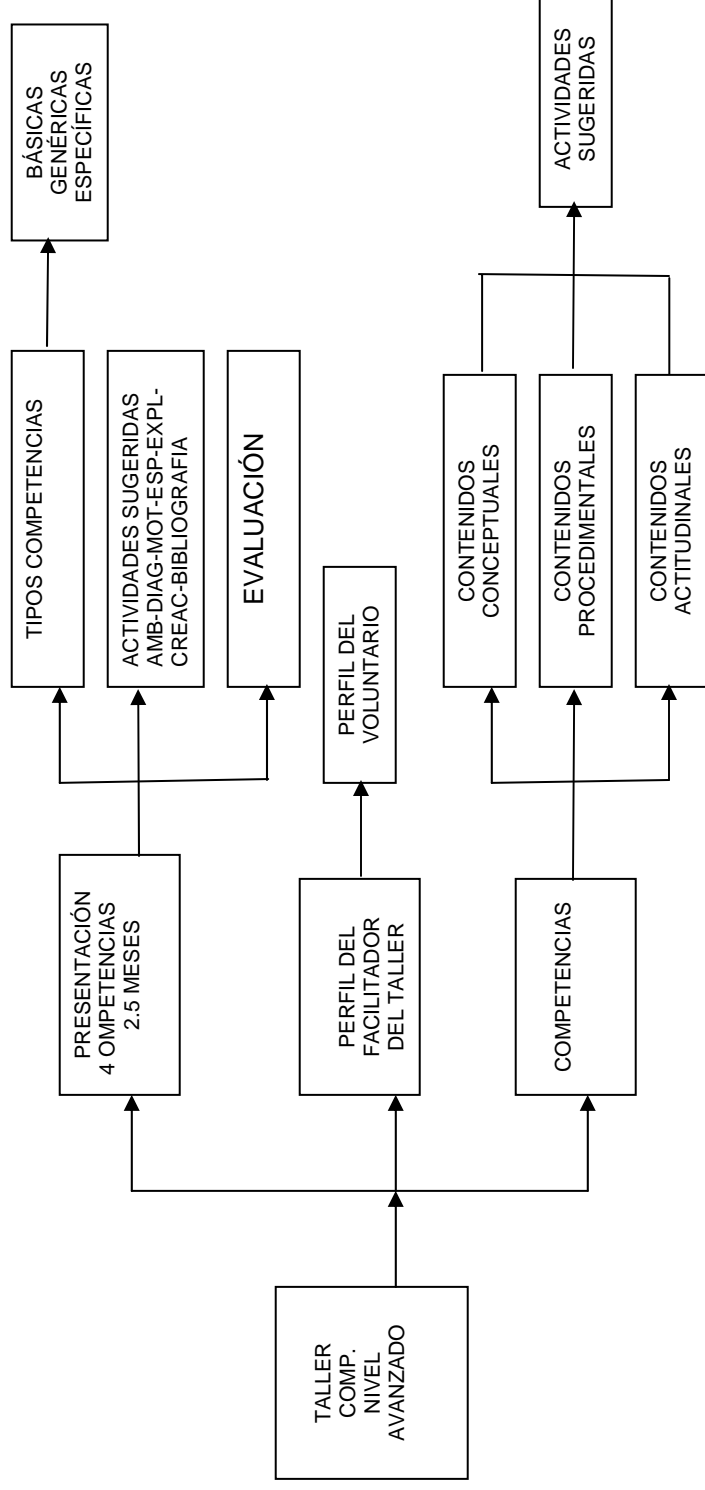 TALLER
COMP.
NIVEL
AVANZADO
PRESENTACIÓN
4 OMPETENCIAS
2.5 MESES
TIPOS COMPETENCIAS
BÁSICAS
GENÉRICAS
ESPECÍFICAS
ACTIVIDADES SUGERIDAS
AMB-DIAG-MOT-ESP-EXPL-
CREAC-BIBLIOGRAFIA
EVALUACIÓN
PERFIL DEL
FACILITADOR
DEL TALLER
PERFIL DEL
VOLUNTARIO
COMPETENCIAS
CONTENIDOS
CONCEPTUALES
CONTENIDOS
PROCEDIMENTALES
CONTENIDOS
ACTITUDINALES
ACTIVIDADES
SUGERIDAS